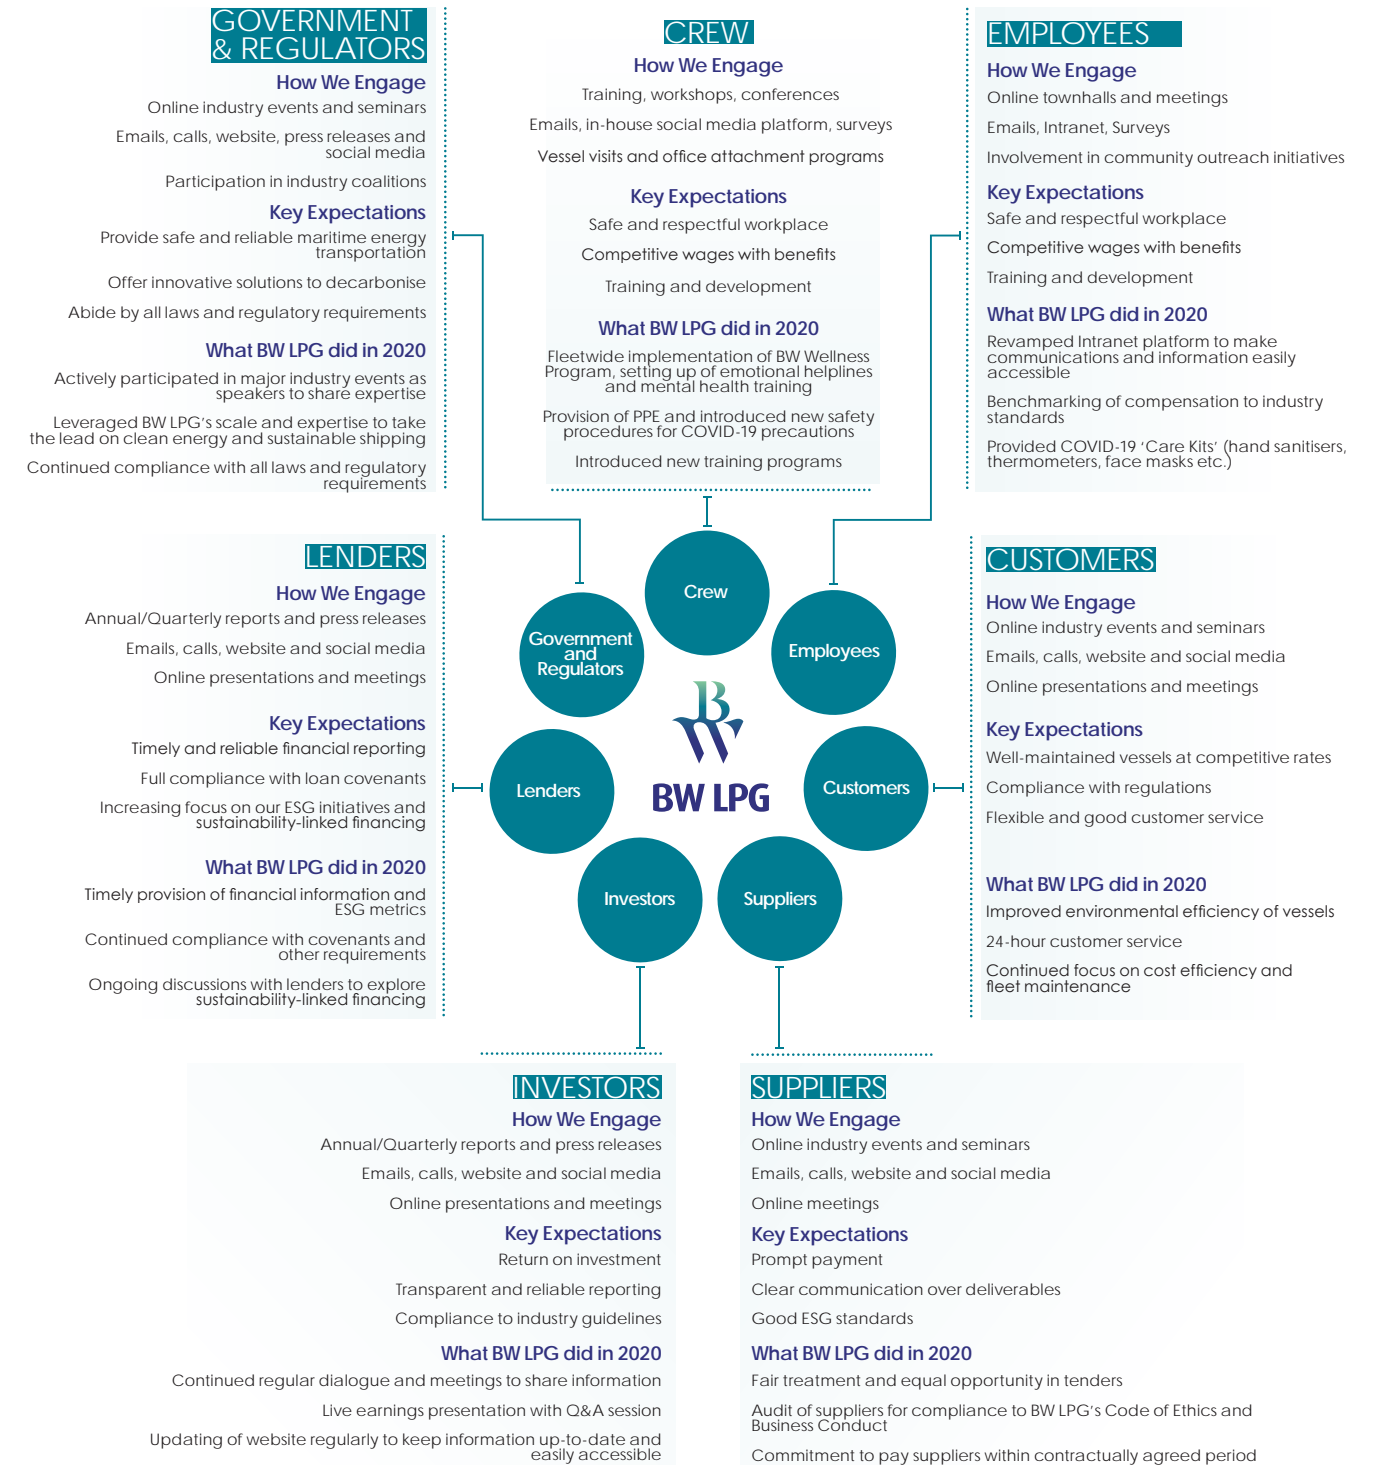 GOVERNMENT
& REGULATORS
How We Engage
Online industry events and seminars
Emails, calls, website, press releases and
social media
Participation in industry coalitions
Key Expectations
Provide safe and reliable maritime energy
transportation
Offer innovative solutions to decarbonise
Abide by all laws and regulatory requirements
What BW LPG did in 2020
Actively participated in major industry events as
speakers to share expertise
Leveraged BW LPG's scale and expertise to take
the lead on clean energy and sustainable shipping
Continued compliance with all laws and regulatory
requirements
CREW
How We Engage
Training, workshops, conferences
Emails, in-house social media platform, surveys
Vessel visits and office attachment programs
Key Expectations
Safe and respectful workplace
Competitive wages with benefits
Training and development
What BW LPG did in 2020
Fleetwide implementation of BW Wellness
Program, setting up of emotional helplines
and mental health training
Provision of PPE and introduced new safety
procedures for COVID-19 precautions
Introduced new training programs
EMPLOYEES
How We Engage
Online townhalls and meetings
Emails, Intranet, Surveys
Involvement in community outreach initiatives
Key Expectations
Safe and respectful workplace
Competitive wages with benefits
Training and development
What BW LPG did in 2020
Revamped Intranet platform to make
communications and information easily
accessible
Benchmarking of compensation to industry
standards
Provided COVID-19 ‘Care Kits’ (hand sanitisers,
thermometers, face masks etc.)
LENDERS
How We Engage
Annual/Quarterly reports and press releases
Emails, calls, website and social media
Online presentations and meetings
Key Expectations
Timely and reliable financial reporting
Full compliance with loan covenants
Increasing focus on our ESG initiatives and
sustainability-linked financing
What BW LPG did in 2020
Timely provision of financial information and
ESG metrics
Continued compliance with covenants and
other requirements
Ongoing discussions with lenders to explore
sustainability-linked financing
Crew
Government
and
Regulators
Employees
Lenders
BW
BW LPG
Customers
Investors
Suppliers
CUSTOMERS
How We Engage
Online industry events and seminars
Emails, calls, website and social media
Online presentations and meetings
Key Expectations
Well-maintained vessels at competitive rates
Compliance with regulations
Flexible and good customer service
What BW LPG did in 2020
Improved environmental efficiency of vessels
24-hour customer service
Continued focus on cost efficiency and
fleet maintenance
INVESTORS
How We Engage
Annual/Quarterly reports and press releases
Emails, calls, website and social media
Online presentations and meetings
Key Expectations
Return on investment
Transparent and reliable reporting
Compliance to industry guidelines
What BW LPG did in 2020
Continued regular dialogue and meetings to share information
Live earnings presentation with Q&A session
Updating of website regularly to keep information up-to-date and
easily accessible
SUPPLIERS
How We Engage
Online industry events and seminars
Emails, calls, website and social media
Online meetings
Key Expectations
Prompt payment
Clear communication over deliverables
Good ESG standards
What BW LPG did in 2020
Fair treatment and equal opportunity in tenders
Audit of suppliers for compliance to BW LPG's Code of Ethics and
Business Conduct
Commitment to pay suppliers within contractually agreed period